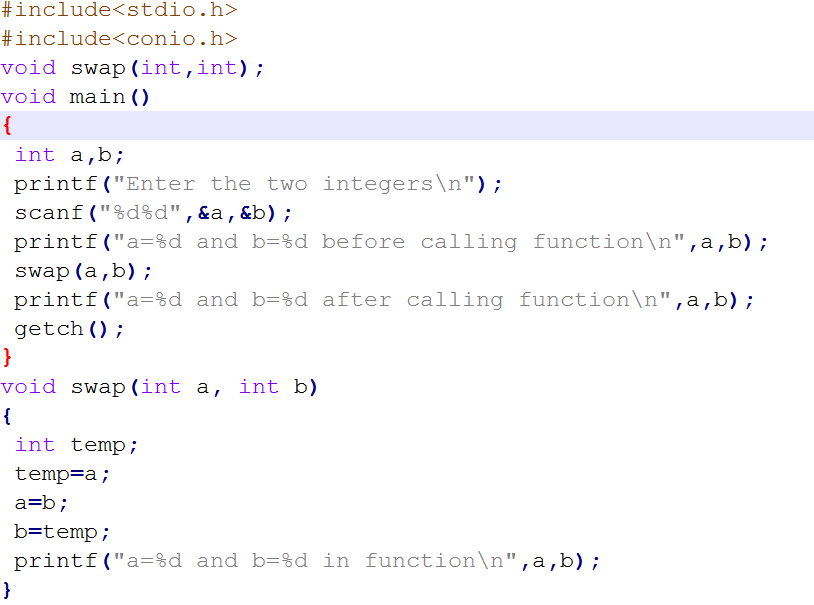 #include<stdio.h>
#include<conio.h>
void swap(int,int);
void main()
{
 int a,b;
 printf("Enter the two integers\n");
 scanf("%d%d",&a,&b);
 printf("a=%d and b=%d before calling function\n",a,b);
 swap(a,b);
 printf("a=%d and b=%d after calling function\n",a,b);
 getch();
}
void swap(int a, int b)
{
 int temp;
 temp=a;
 a=b;
 b=temp;
 printf("a=%d and b=%d in function\n",a,b);
}